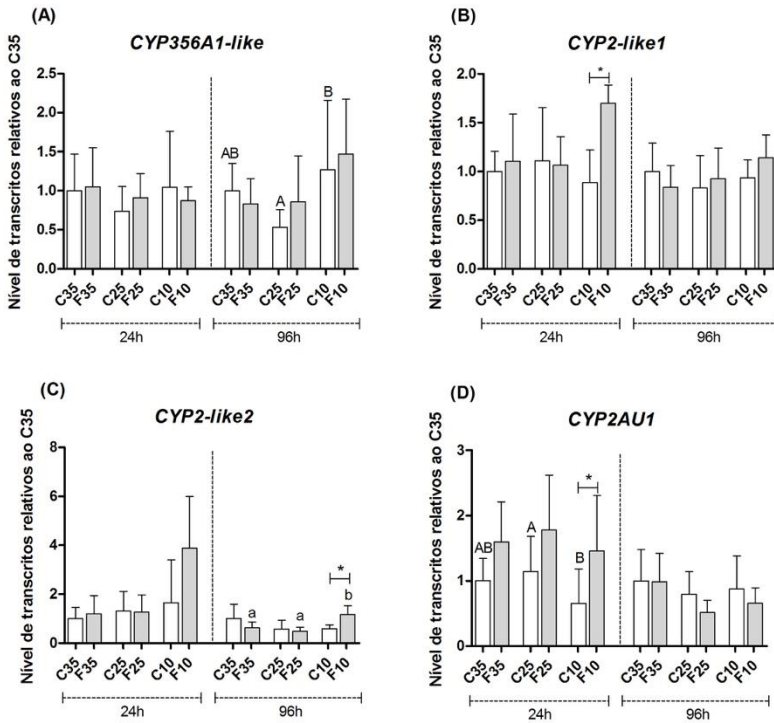 (A)
CYP356A1-like
Nível de transcritos relativos ao C35
2.5
2.0
1.5
1.0
0.5
0.0
AB
A
B
C35 F35 C25 F25 C10 F10 C35 F35 C25 F25 C10 F10
24h 96h
(B)
CYP2-like1
Nível de transcritos relativos ao C35
2.0
1.5
1.0
0.5
0.0
*
C35 F35 C25 F25 C10 F10 C35 F35 C25 F25 C10 F10
24h 96h
(C)
CYP2-like2
Nível de transcritos relativos ao C35
8
6
4
2
0
a a b
*
C35 F35 C25 F25 C10 F10 C35 F35 C25 F25 C10 F10
24h 96h
(D)
CYP2AU1
Nível de transcritos relativos ao C35
3
2
1
0
AB
A
B
*
C35 F35 C25 F25 C10 F10 C35 F35 C25 F25 C10 F10
24h 96h